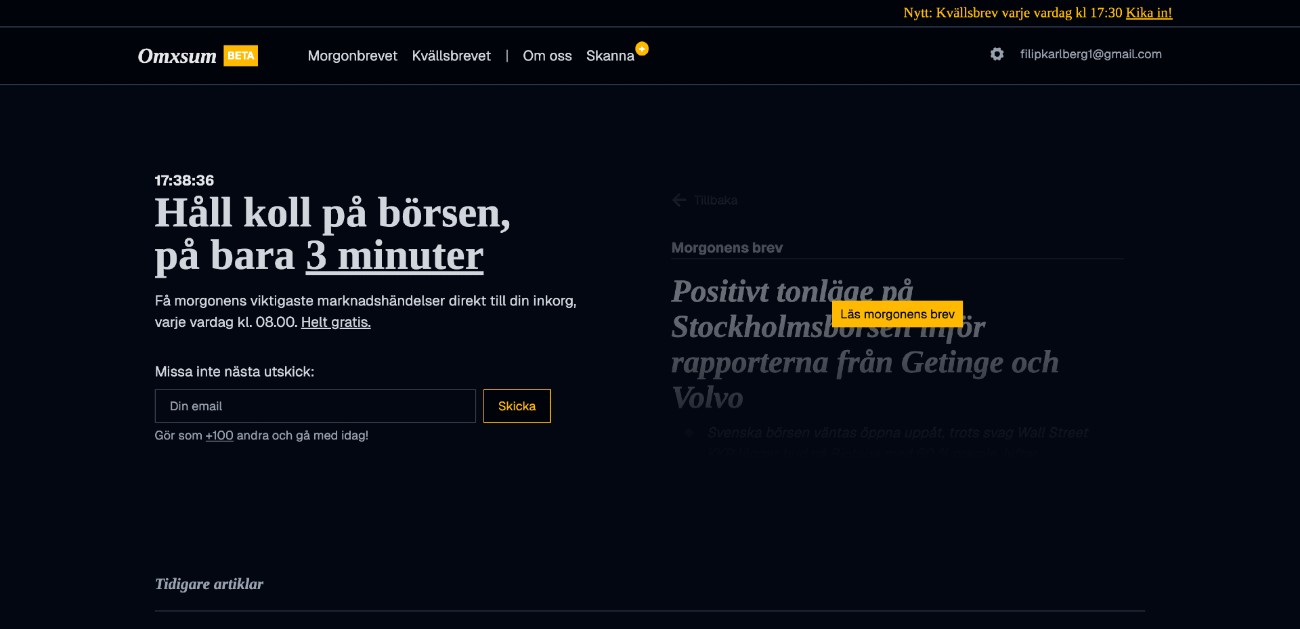 Nytt: Kvällsbrev varje vardag kl 17:30 Kika in!
Omxsum BETA Morgonbrevet Kvällsbrevet | Om oss Skanna + filipkarlberg1@gmail.com
17:38:36
Håll koll på börsen,
på bara 3 minuter
Få morgonens viktigaste marknadshändelser direkt till din inkorg,
varje vardag kl. 08.00. Helt gratis.
Missa inte nästa utskick:
Din email Skicka
Gör som +100 andra och gå med idag!
Tillbaka
Morgonens brev
Positivt tonläge på
Stockholmsbörsen inför
rapporterna från Getinge och
Volvo
Läs morgonens brev
Svenska börsen väntas öppna uppåt, trots svag Wall Street
Tidigare artiklar